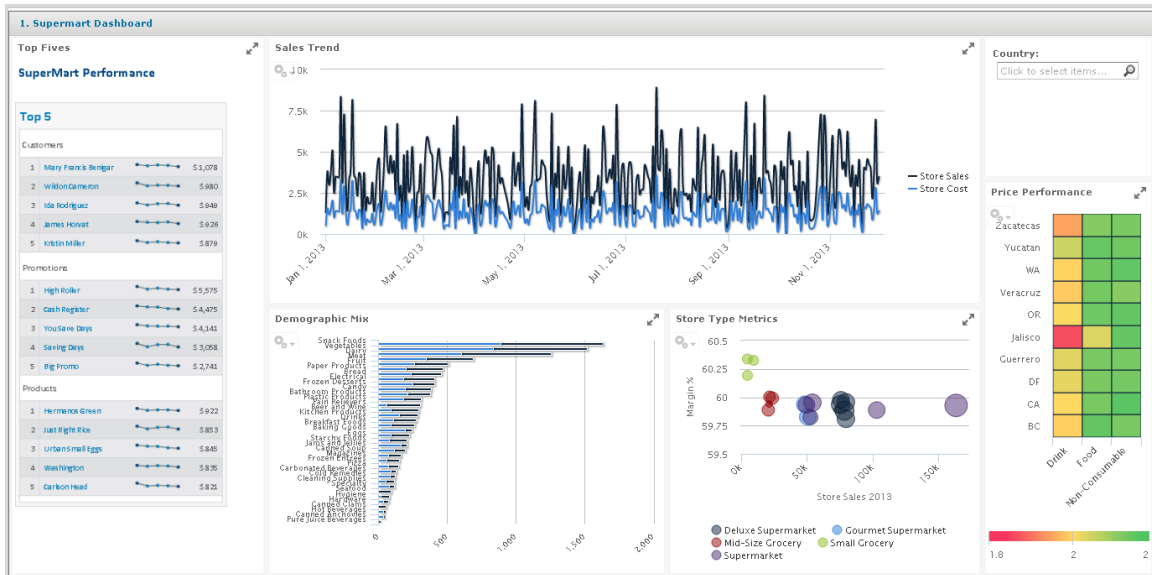 1. Supermart Dashboard
Top Fives
SuperMart Performance
Top 5
Customers
1 Mary Francis Benigar $1,078
2 Wildon Cameron $980
3 Ida Rodriguez $949
4 James Horvat $926
5 Kristin Miller $879
Promotions
1 High Roller $5,575
2 Cash Register $4,475
3 You Save Days $4,141
4 Saving Days $3,058
5 Big Promo $2,741
Products
1 Hermanos Green $922
2 Just Right Rice $853
3 Urban Small Eggs $845
4 Washington $835
5 Carlson Head $821
Sales Trend
10k
7.5k
5k
2.5k
0k
Jan 1, 2013
Mar 1, 2013
May 1, 2013
Jul 1, 2013
Sep 1, 2013
Nov 1, 2013
Store Sales
Store Cost
Demographic Mix
Snack Foods
Vegetables
Dairy
Meat
Fruit
Paper Products
Bread
Electrical
Frozen Desserts
Candy
Bathroom Products
Plastic Products
Pain Relievers
Beer and Wine
Kitchen Products
Drinks
Breakfast Foods
Baking Goods
Eggs
Starchy Foods
Jams and Jellies
Canned Soup
Magazines
Frozen Entrees
Pizza
Carbonated Beverages
Cold Remedies
Cleaning Supplies
Specialty
Seafood
Hygiene
Hardware
Canned Clams
Hot Beverages
Canned Anchovies
Pure Juice Beverages
0
500
1,000
1,500
2,000
Store Type Metrics
60.5
60.25
60
59.75
59.5
Margin %
0k
50k
100k
150k
Store Sales 2013
Deluxe Supermarket
Gourmet Supermarket
Mid-Size Grocery
Small Grocery
Supermarket
Country:
Click to select items...
Price Performance
Zacatecas
Yucatan
WA
Veracruz
OR
Jalisco
Guerrero
DF
CA
BC
Drink
Food
Non-Consumable
1.8
2
2